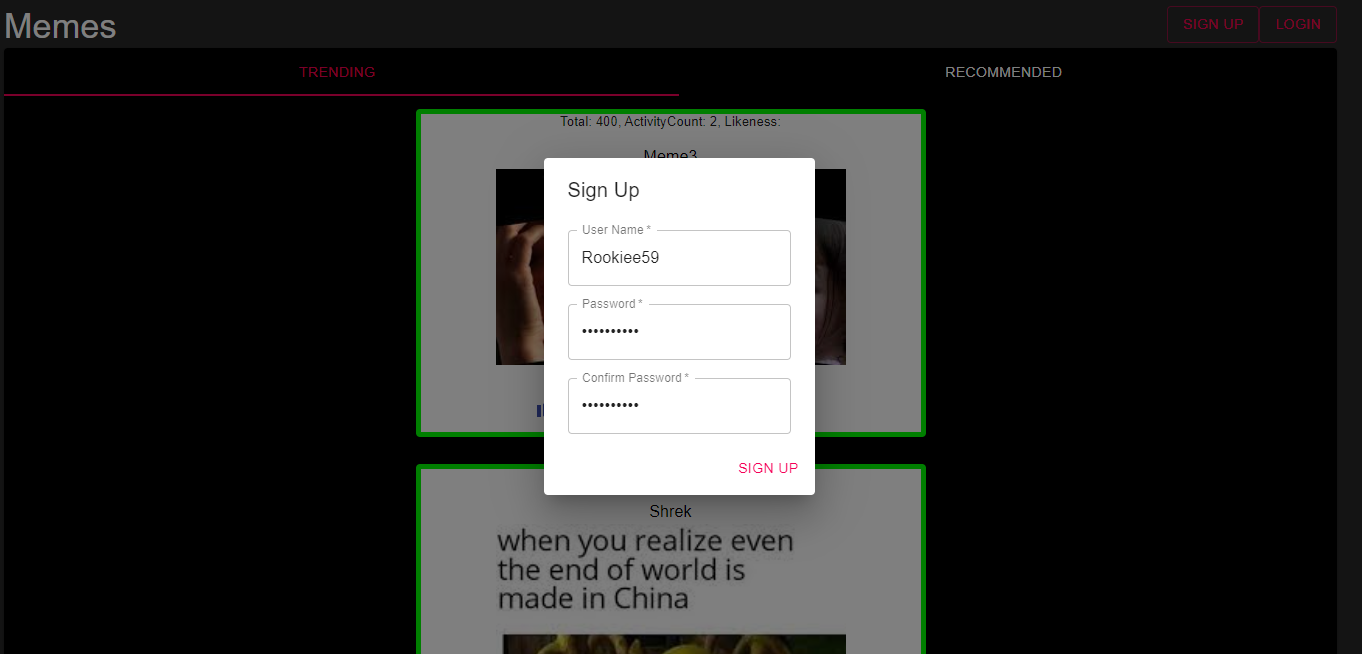 Memes
SIGN UP
LOGIN
TRENDING
RECOMMENDED
Total: 400, ActivityCount: 2, Likeness:
Meme3
Sign Up
User Name *
Rookiee59
Password *
••••••••••
Confirm Password *
••••••••••
SIGN UP
Shrek
when you realize even
the end of world is
made in China